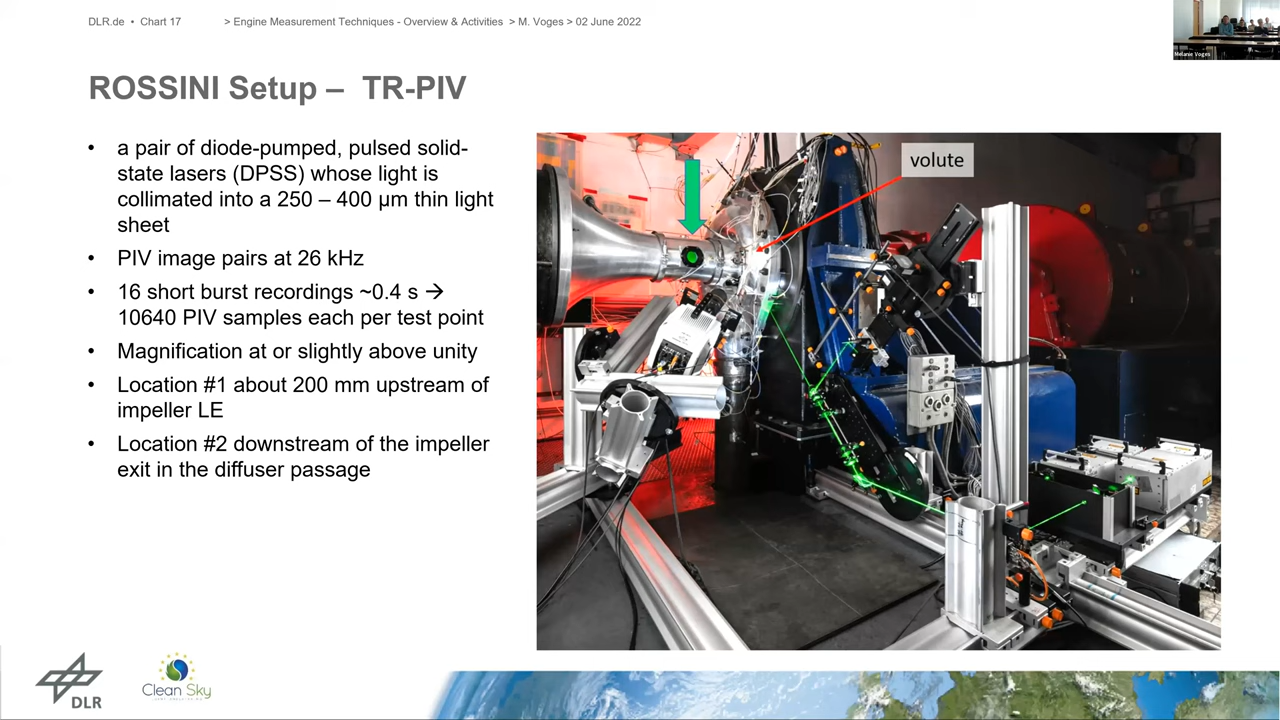 DLR.de • Chart 17 > Engine Measurement Techniques - Overview & Activities > M. Voges > 02 June 2022
Melanie Voges
ROSSINI Setup – TR-PIV
• a pair of diode-pumped, pulsed solid-
state lasers (DPSS) whose light is
collimated into a 250 – 400 µm thin light
sheet
• PIV image pairs at 26 kHz
• 16 short burst recordings ~0.4 s →
10640 PIV samples each per test point
• Magnification at or slightly above unity
• Location #1 about 200 mm upstream of
impeller LE
• Location #2 downstream of the impeller
exit in the diffuser passage
volute
DLR
Clean Sky